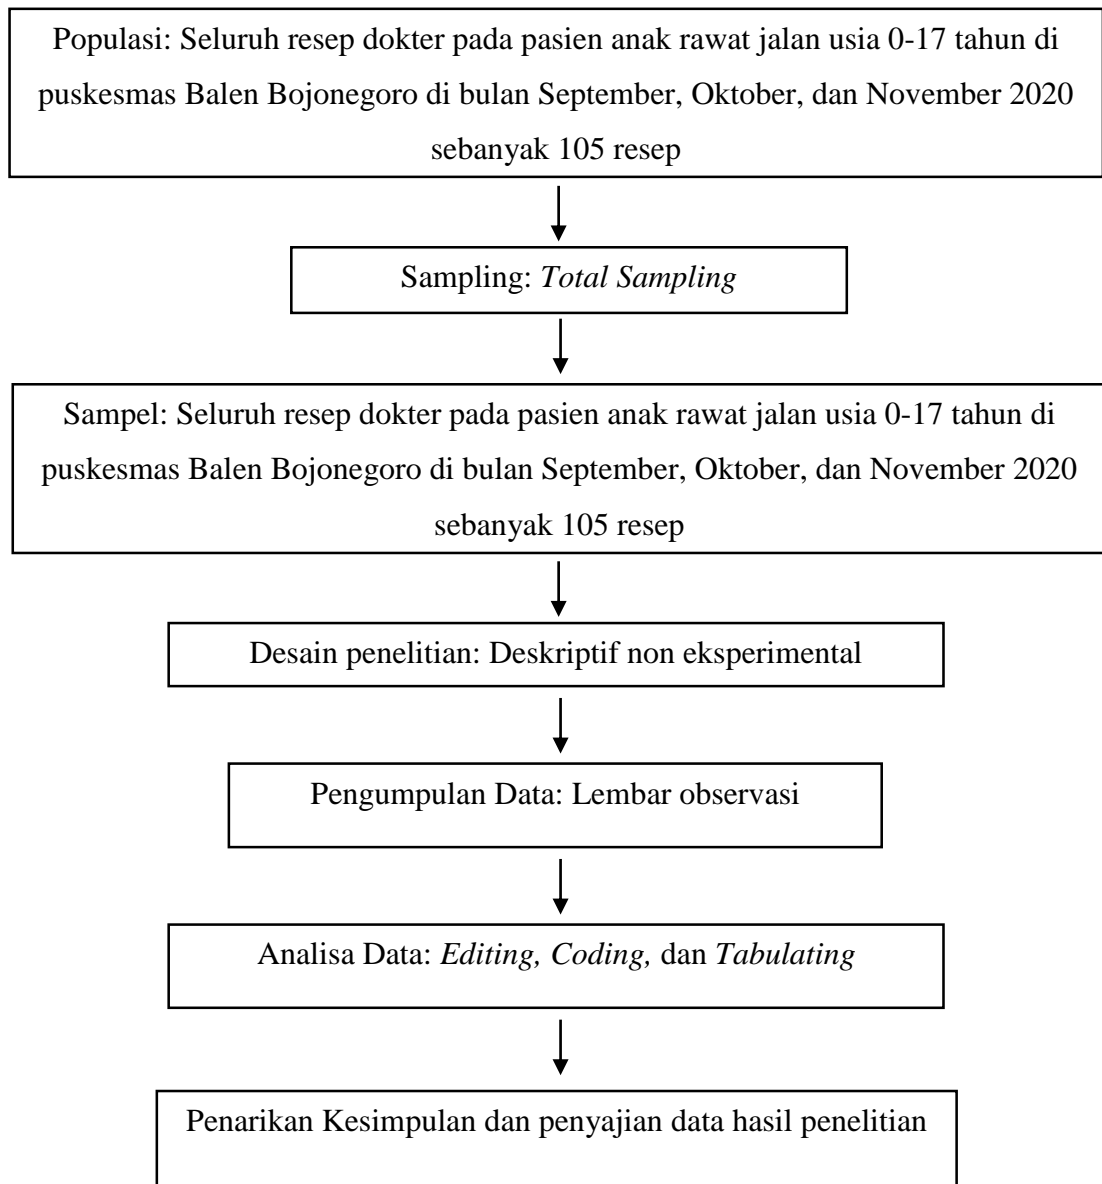 Populasi: Seluruh resep dokter pada pasien anak rawat jalan usia 0-17 tahun di
puskesmas Balen Bojonegoro di bulan September, Oktober, dan November 2020
sebanyak 105 resep
Sampling: Total Sampling
Sampel: Seluruh resep dokter pada pasien anak rawat jalan usia 0-17 tahun di
puskesmas Balen Bojonegoro di bulan September, Oktober, dan November 2020
sebanyak 105 resep
Desain penelitian: Deskriptif non eksperimental
Pengumpulan Data: Lembar observasi
Analisa Data: Editing, Coding, dan Tabulating
Penarikan Kesimpulan dan penyajian data hasil penelitian